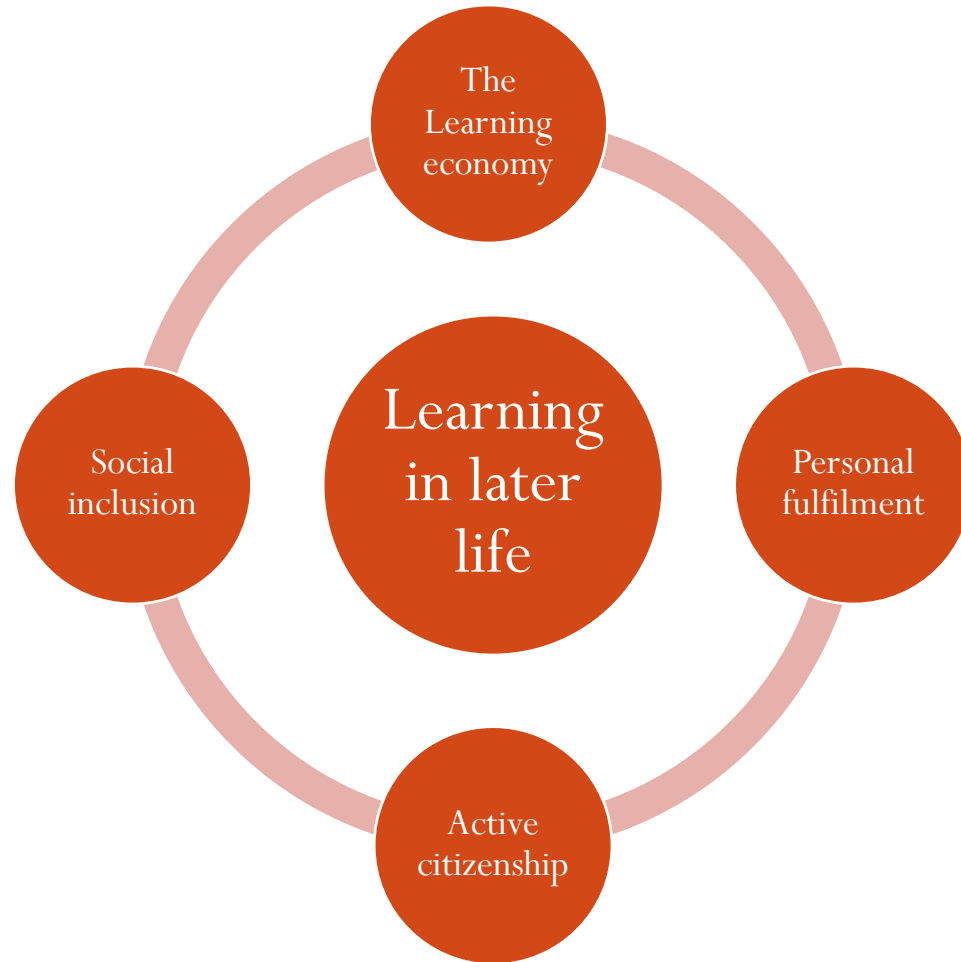 The
Learning
economy
Social
inclusion
Learning
in later
life
Personal
fulfilment
Active
citizenship